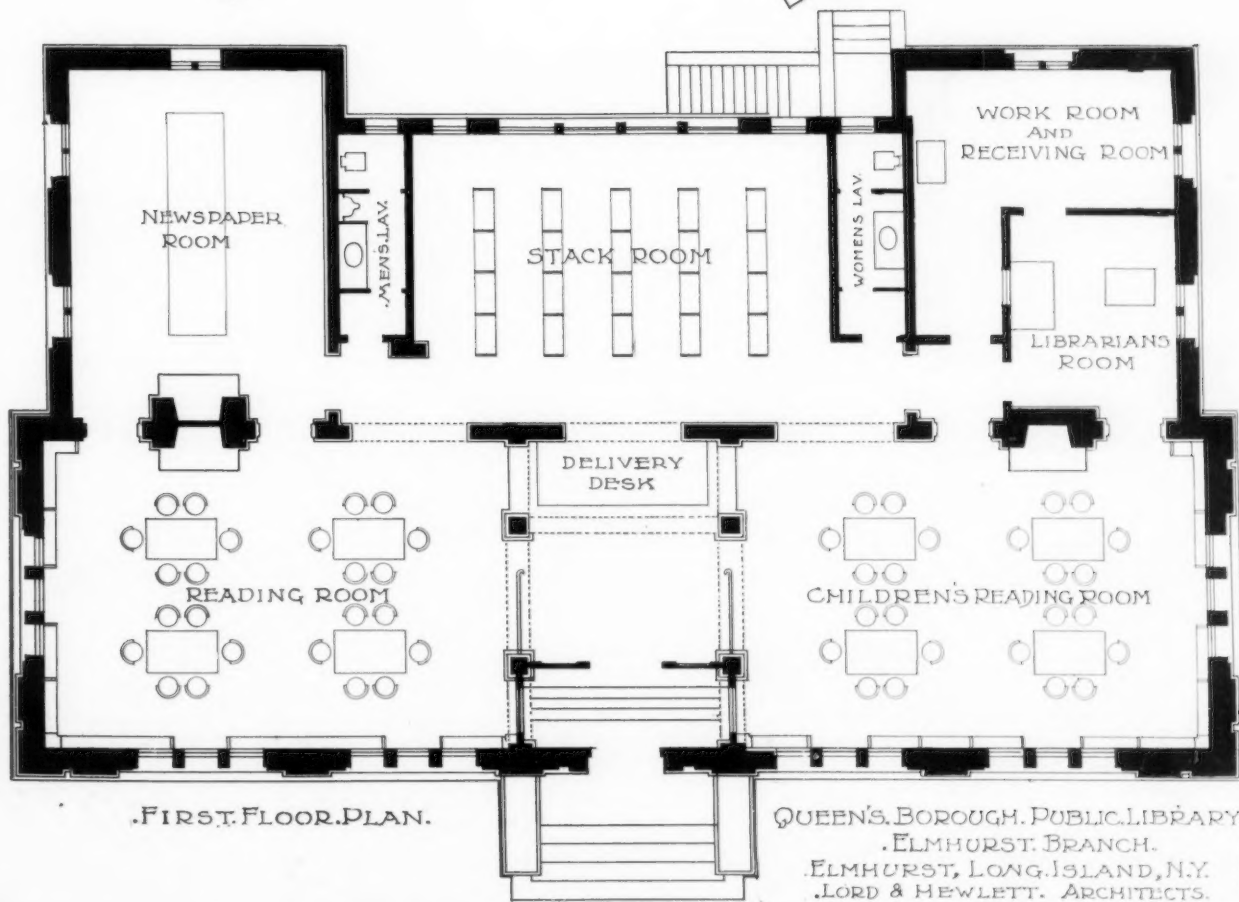 WORK ROOM
AND
RECEIVING ROOM
NEWSPAPER
ROOM
.MEN'S.LAV.
STACK ROOM
WOMENS LAV.
LIBRARIANS
ROOM
DELIVERY
DESK
READING ROOM
CHILDREN'S READING ROOM
.FIRST.FLOOR.PLAN.
QUEEN'S.BOROUGH.PUBLIC.LIBRARY
.ELMHURST.BRANCH.
.ELMHURST, LONG.ISLAND, N.Y.
.LORD & HEWLETT. ARCHITECTS.